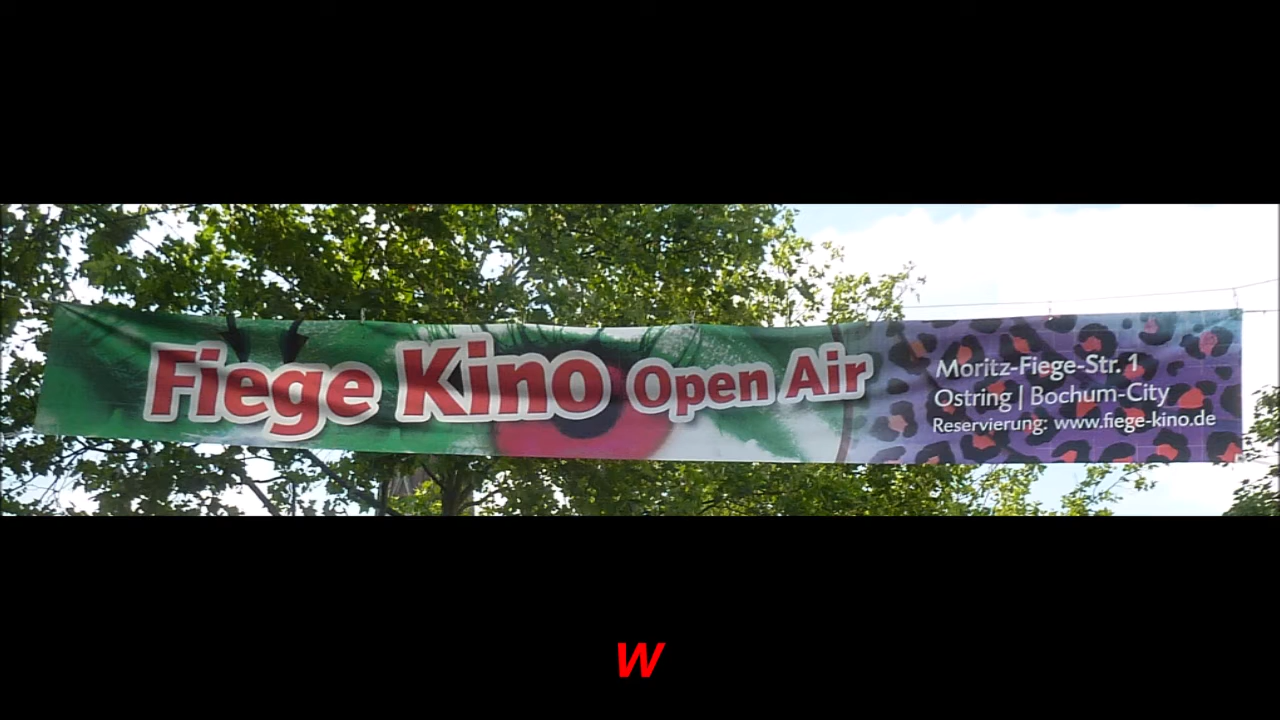 Fiege Kino Open Air
Moritz-Fiege-Str. 1
Ostring | Bochum-City
Reservierung: www.fiege-kino.de
W